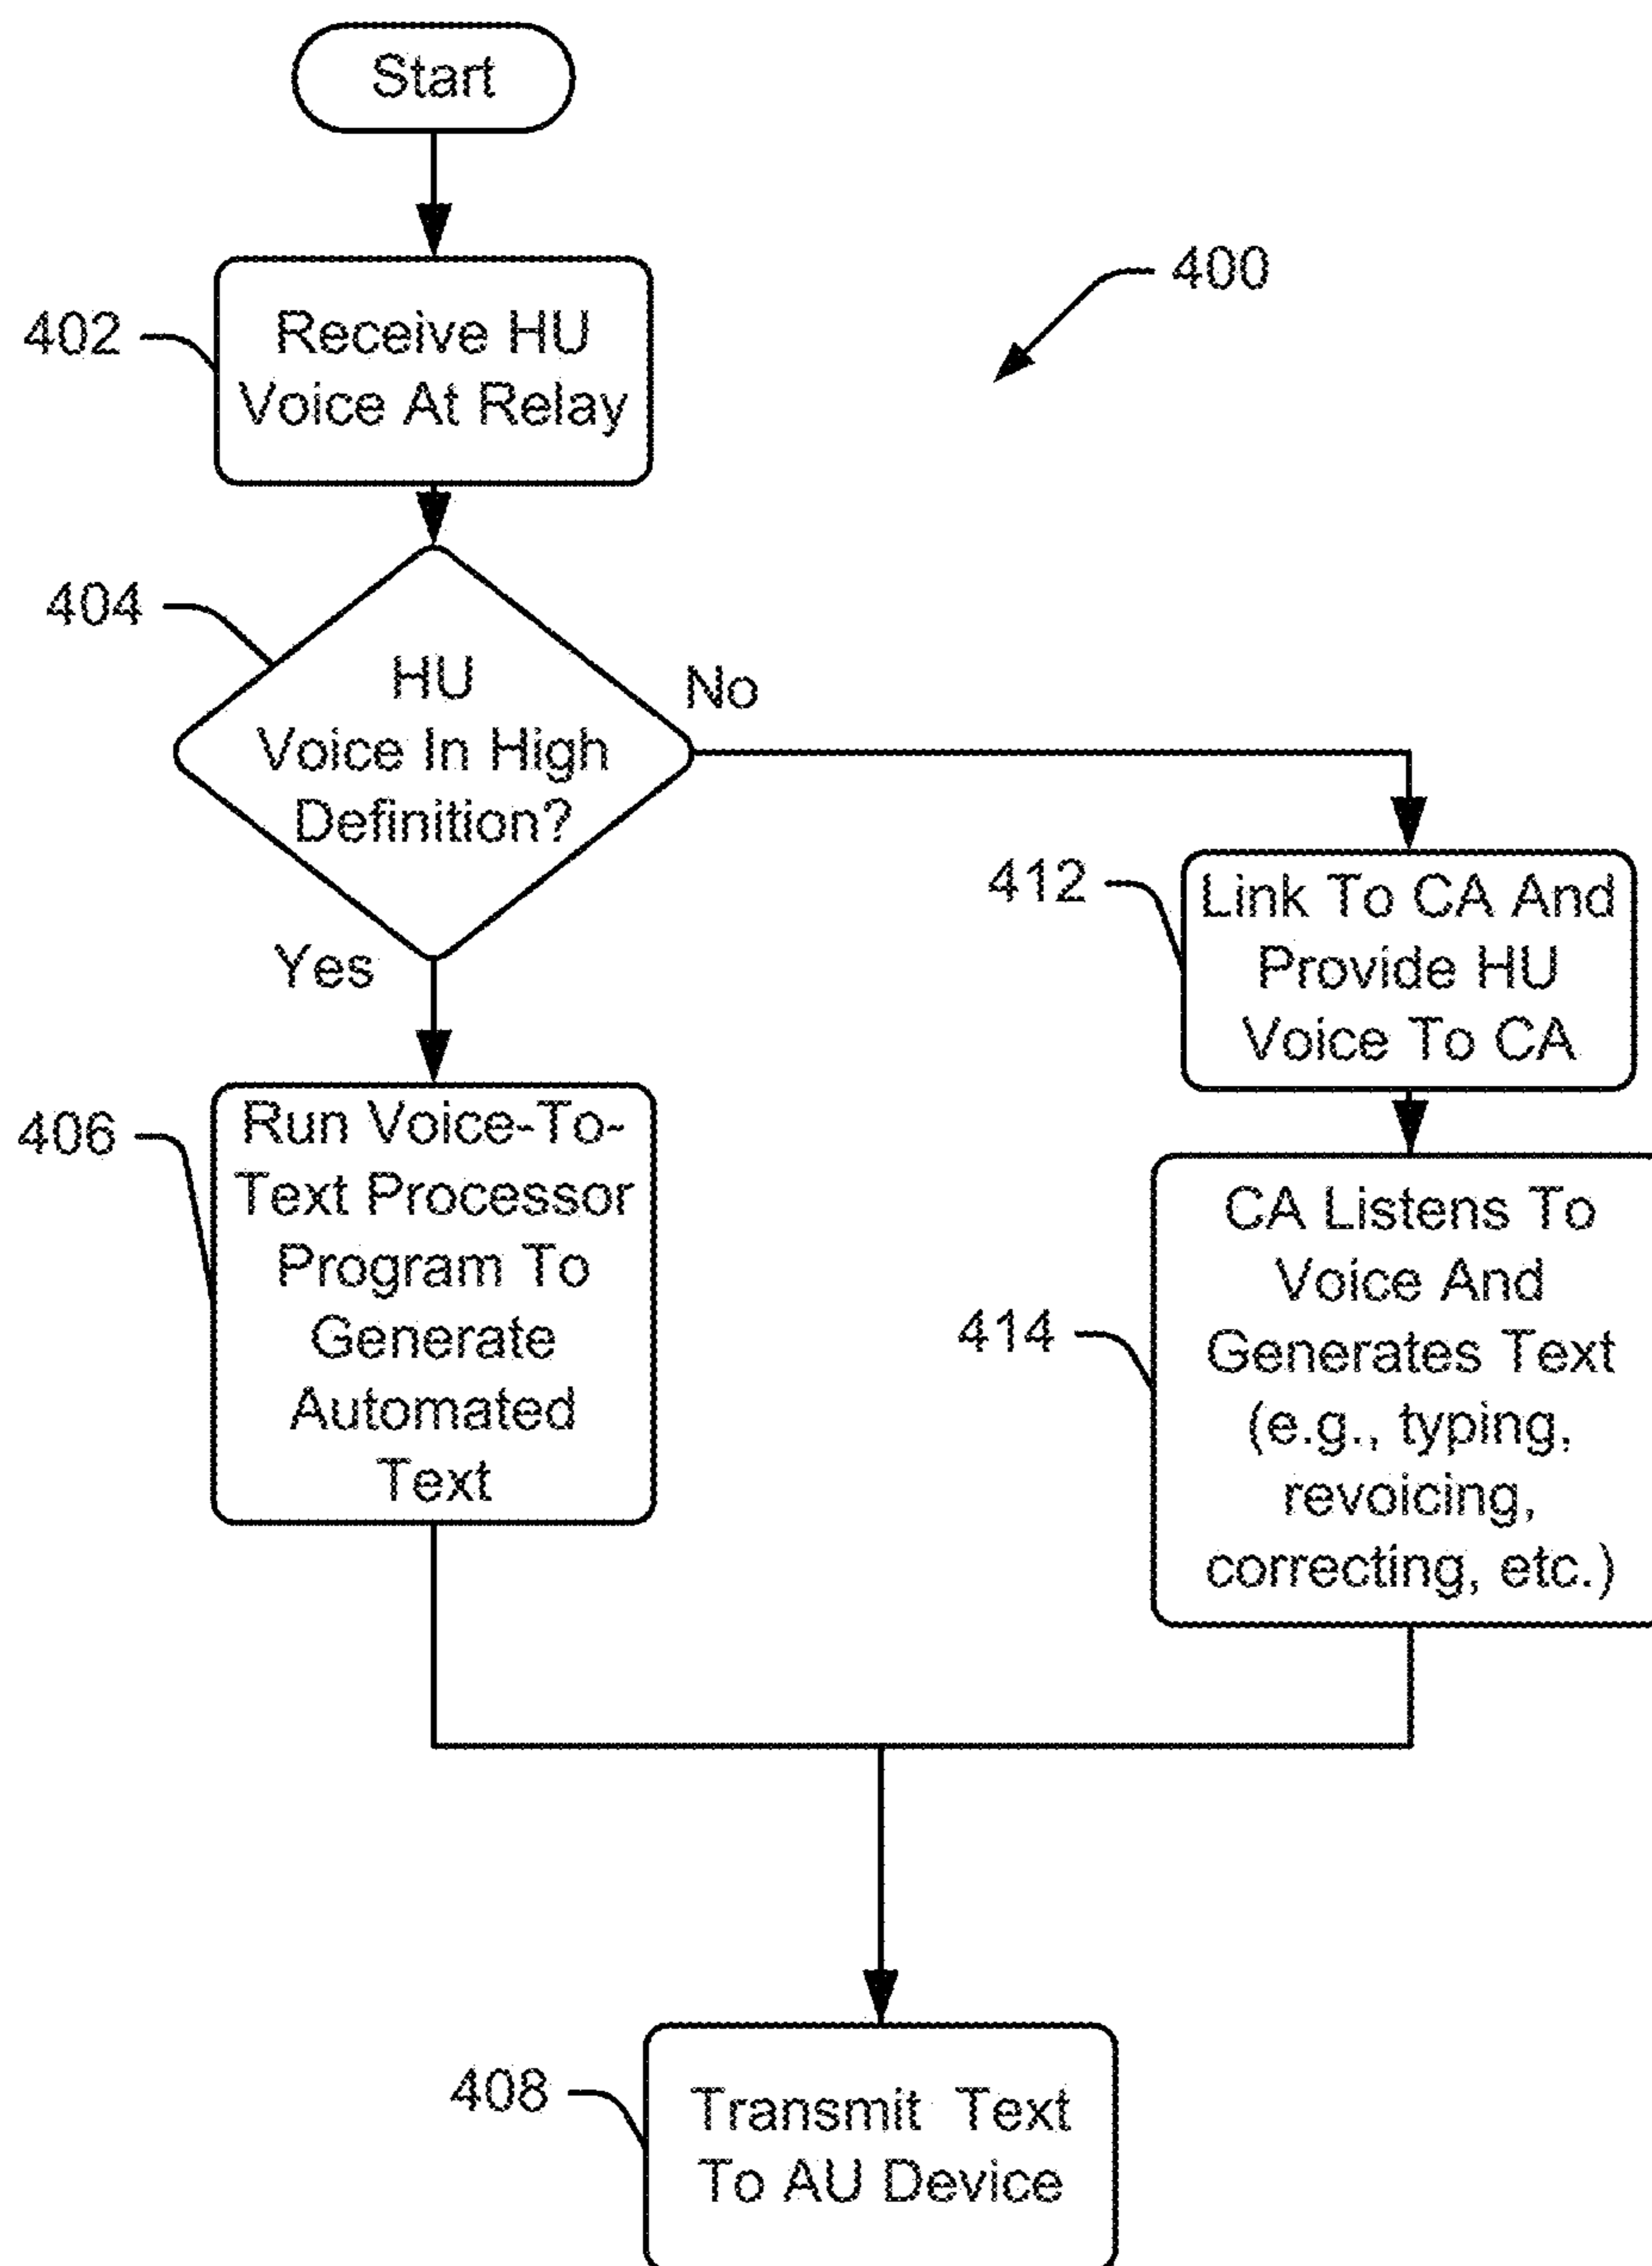 Start
400
402
Receive HU
Voice At Relay
404
HU
Voice In High
Definition?
No
Yes
412
Link To CA And
Provide HU
Voice To CA
406
Run Voice-To-
Text Processor
Program To
Generate
Automated
Text
414
CA Listens To
Voice And
Generates Text
(e.g., typing,
revoicing,
correcting, etc.)
408
Transmit Text
To AU Device